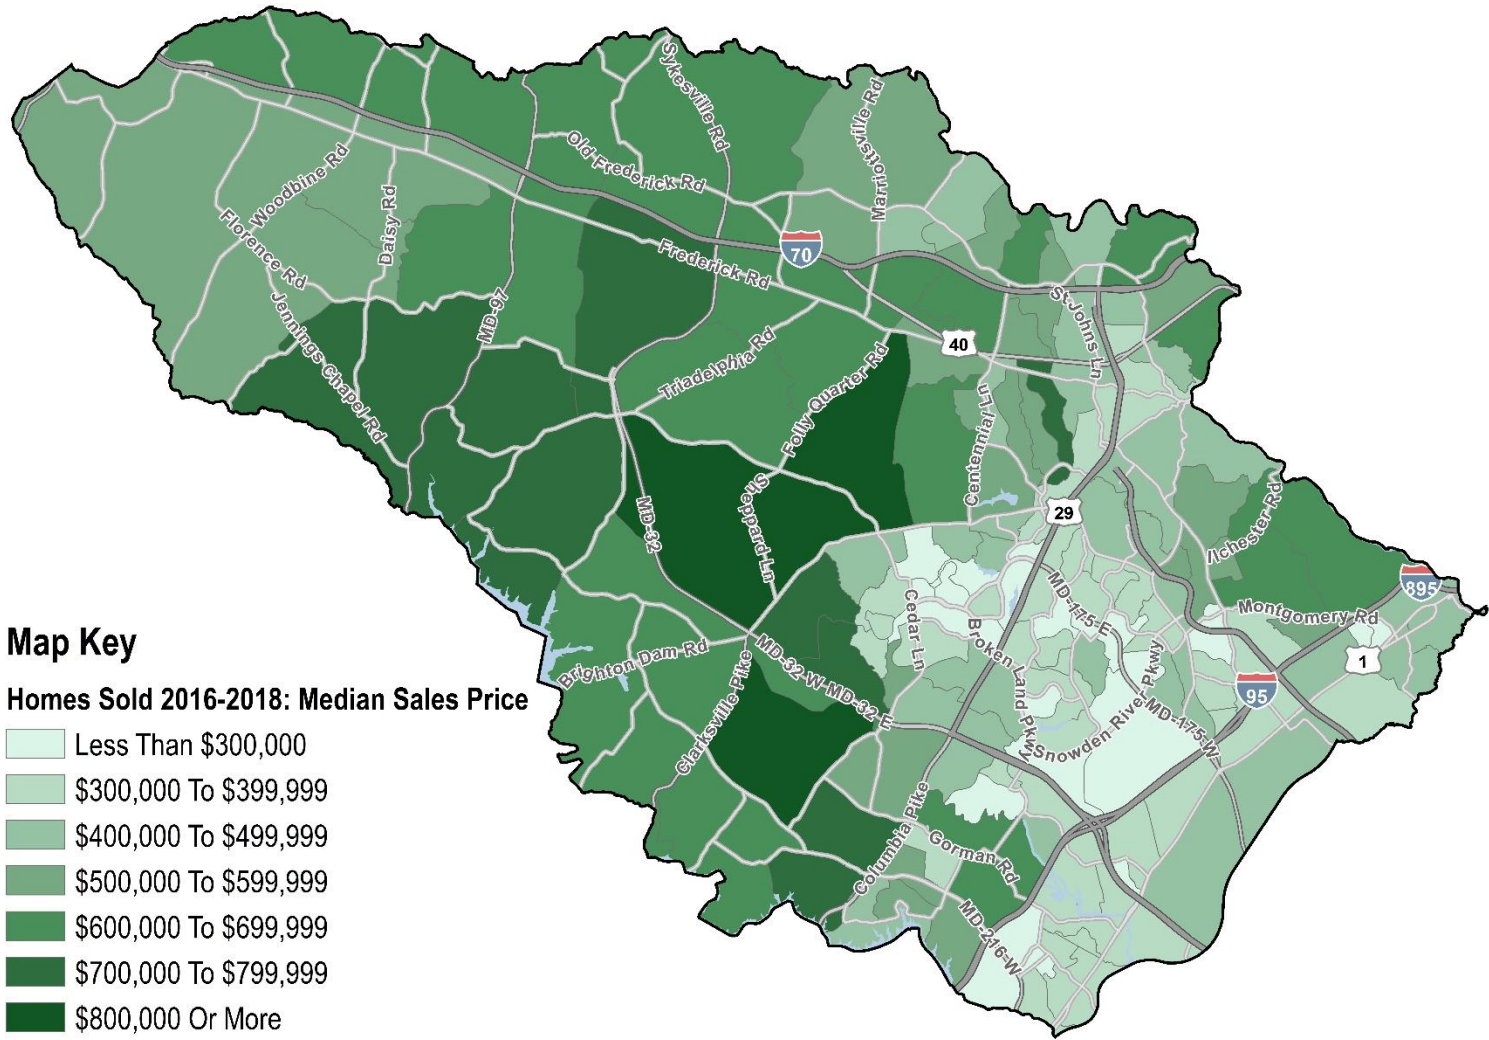 Sykesville Rd
Marriottsville Rd
Old Frederick Rd
Woodbine Rd
Daisy Rd
Florence Rd
70
Frederick Rd
Jennings Chapel Rd
MD-97
St Johns Ln
40
Triadelphia Rd
Folly Quarter Rd
Centennial Ln
Sheppard Ln
MD-32
29
Ilchester Rd
895
MD-175-E
Cedar Ln
Broken Land Pkwy
Montgomery Rd
1
Brighton Dam Rd
MD-32-W
MD-32-E
95
Clarksville Pike
Snowden River Pkwy
MD-175-W
Columbia Pike
Gorman Rd
MD-216-W
Map Key
Homes Sold 2016-2018: Median Sales Price
Less Than $300,000
$300,000 To $399,999
$400,000 To $499,999
$500,000 To $599,999
$600,000 To $699,999
$700,000 To $799,999
$800,000 Or More